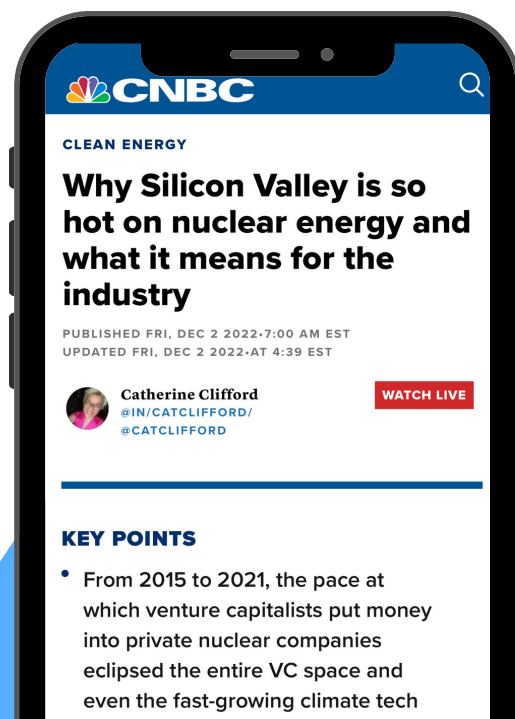 CNBC
CLEAN ENERGY
Why Silicon Valley is so
hot on nuclear energy and
what it means for the
industry
PUBLISHED FRI, DEC 2 2022•7:00 AM EST
UPDATED FRI, DEC 2 2022•AT 4:39 EST
Catherine Clifford
@IN/CATCLIFFORD/
@CATCLIFFORD
WATCH LIVE
KEY POINTS
• From 2015 to 2021, the pace at
which venture capitalists put money
into private nuclear companies
eclipsed the entire VC space and
even the fast-growing climate tech